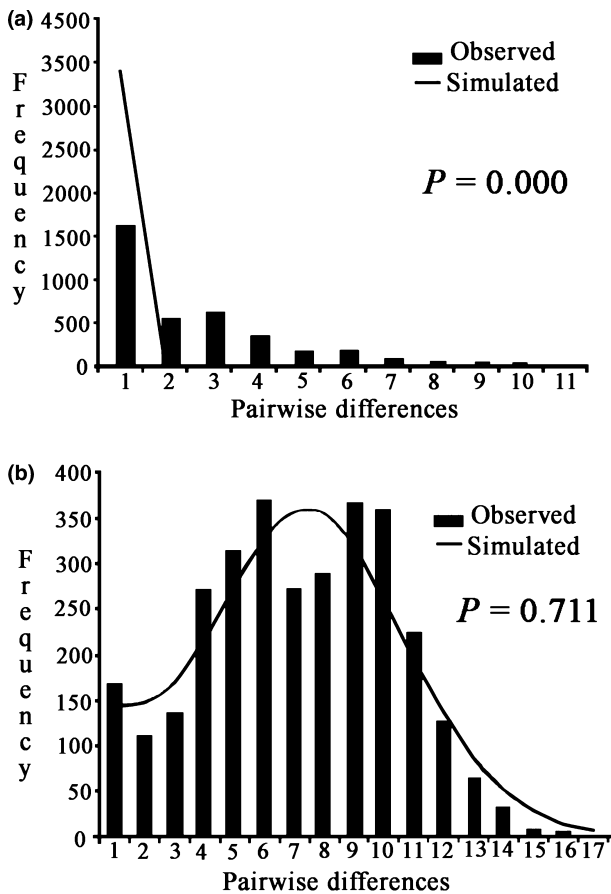 (a)
4500
3500
3000
2500
2000
1500
1000
500
0
Frequency
Observed
Simulated
P = 0.000
1 2 3 4 5 6 7 8 9 10 11
Pairwise differences
(b)
400
350
300
250
200
150
100
50
0
Frequency
Observed
Simulated
P = 0.711
1 2 3 4 5 6 7 8 9 10 11 12 13 14 15 16 17
Pairwise differences